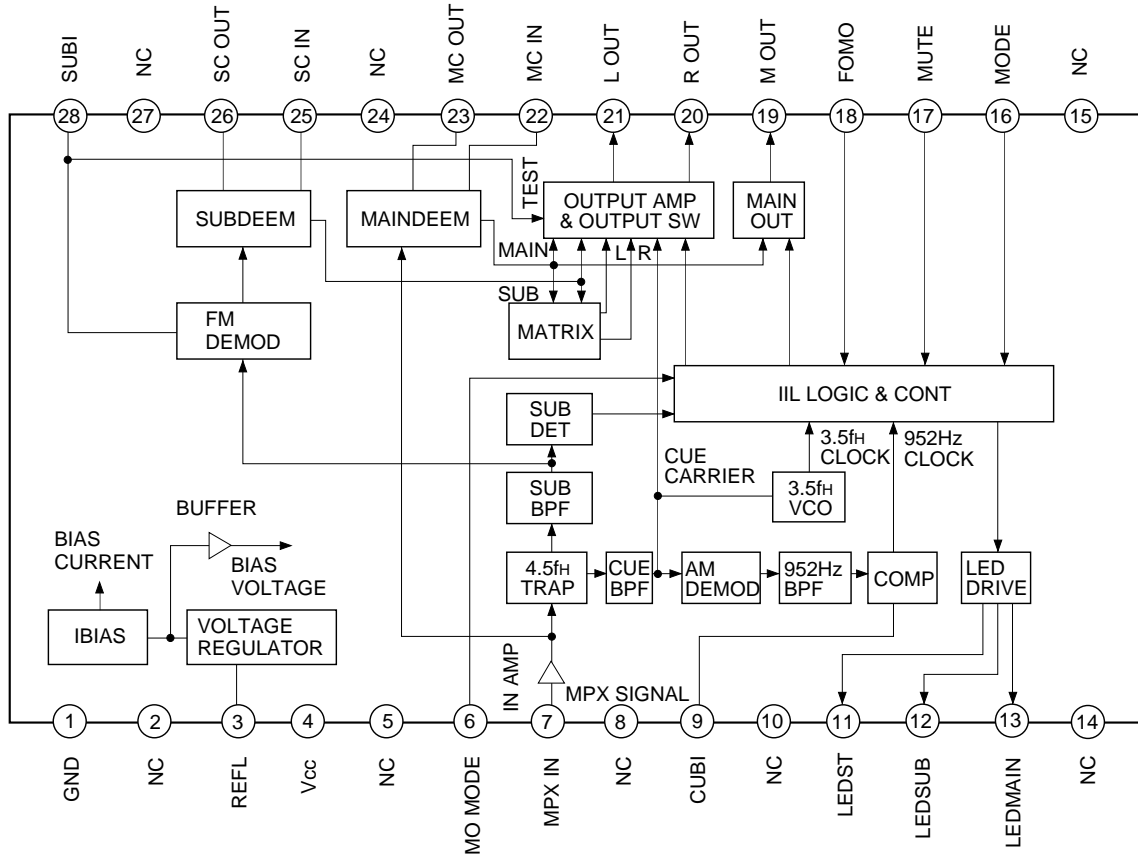 SUBI
NC
SC OUT
SC IN
NC
MC OUT
MC IN
L OUT
R OUT
M OUT
FOMO
MUTE
MODE
NC
28
27
26
25
24
23
22
21
20
19
18
17
16
15
SUBDEEM
MAINDEEM
TEST
OUTPUT AMP
& OUTPUT SW
MAIN
OUT
MAIN
L R
SUB
FM
DEMOD
MATRIX
IIL LOGIC & CONT
SUB
DET
3.5fH
CLOCK
952Hz
CLOCK
CUE
CARRIER
SUB
BPF
3.5fH
VCO
BUFFER
BIAS
CURRENT
BIAS
VOLTAGE
4.5fH
TRAP
CUE
BPF
AM
DEMOD
952Hz
BPF
COMP
LED
DRIVE
IBIAS
VOLTAGE
REGULATOR
IN AMP
MPX SIGNAL
1
2
3
4
5
6
7
8
9
10
11
12
13
14
GND
NC
REFL
Vcc
NC
MO MODE
MPX IN
NC
CUBI
NC
LEDST
LEDSUB
LEDMAIN
NC